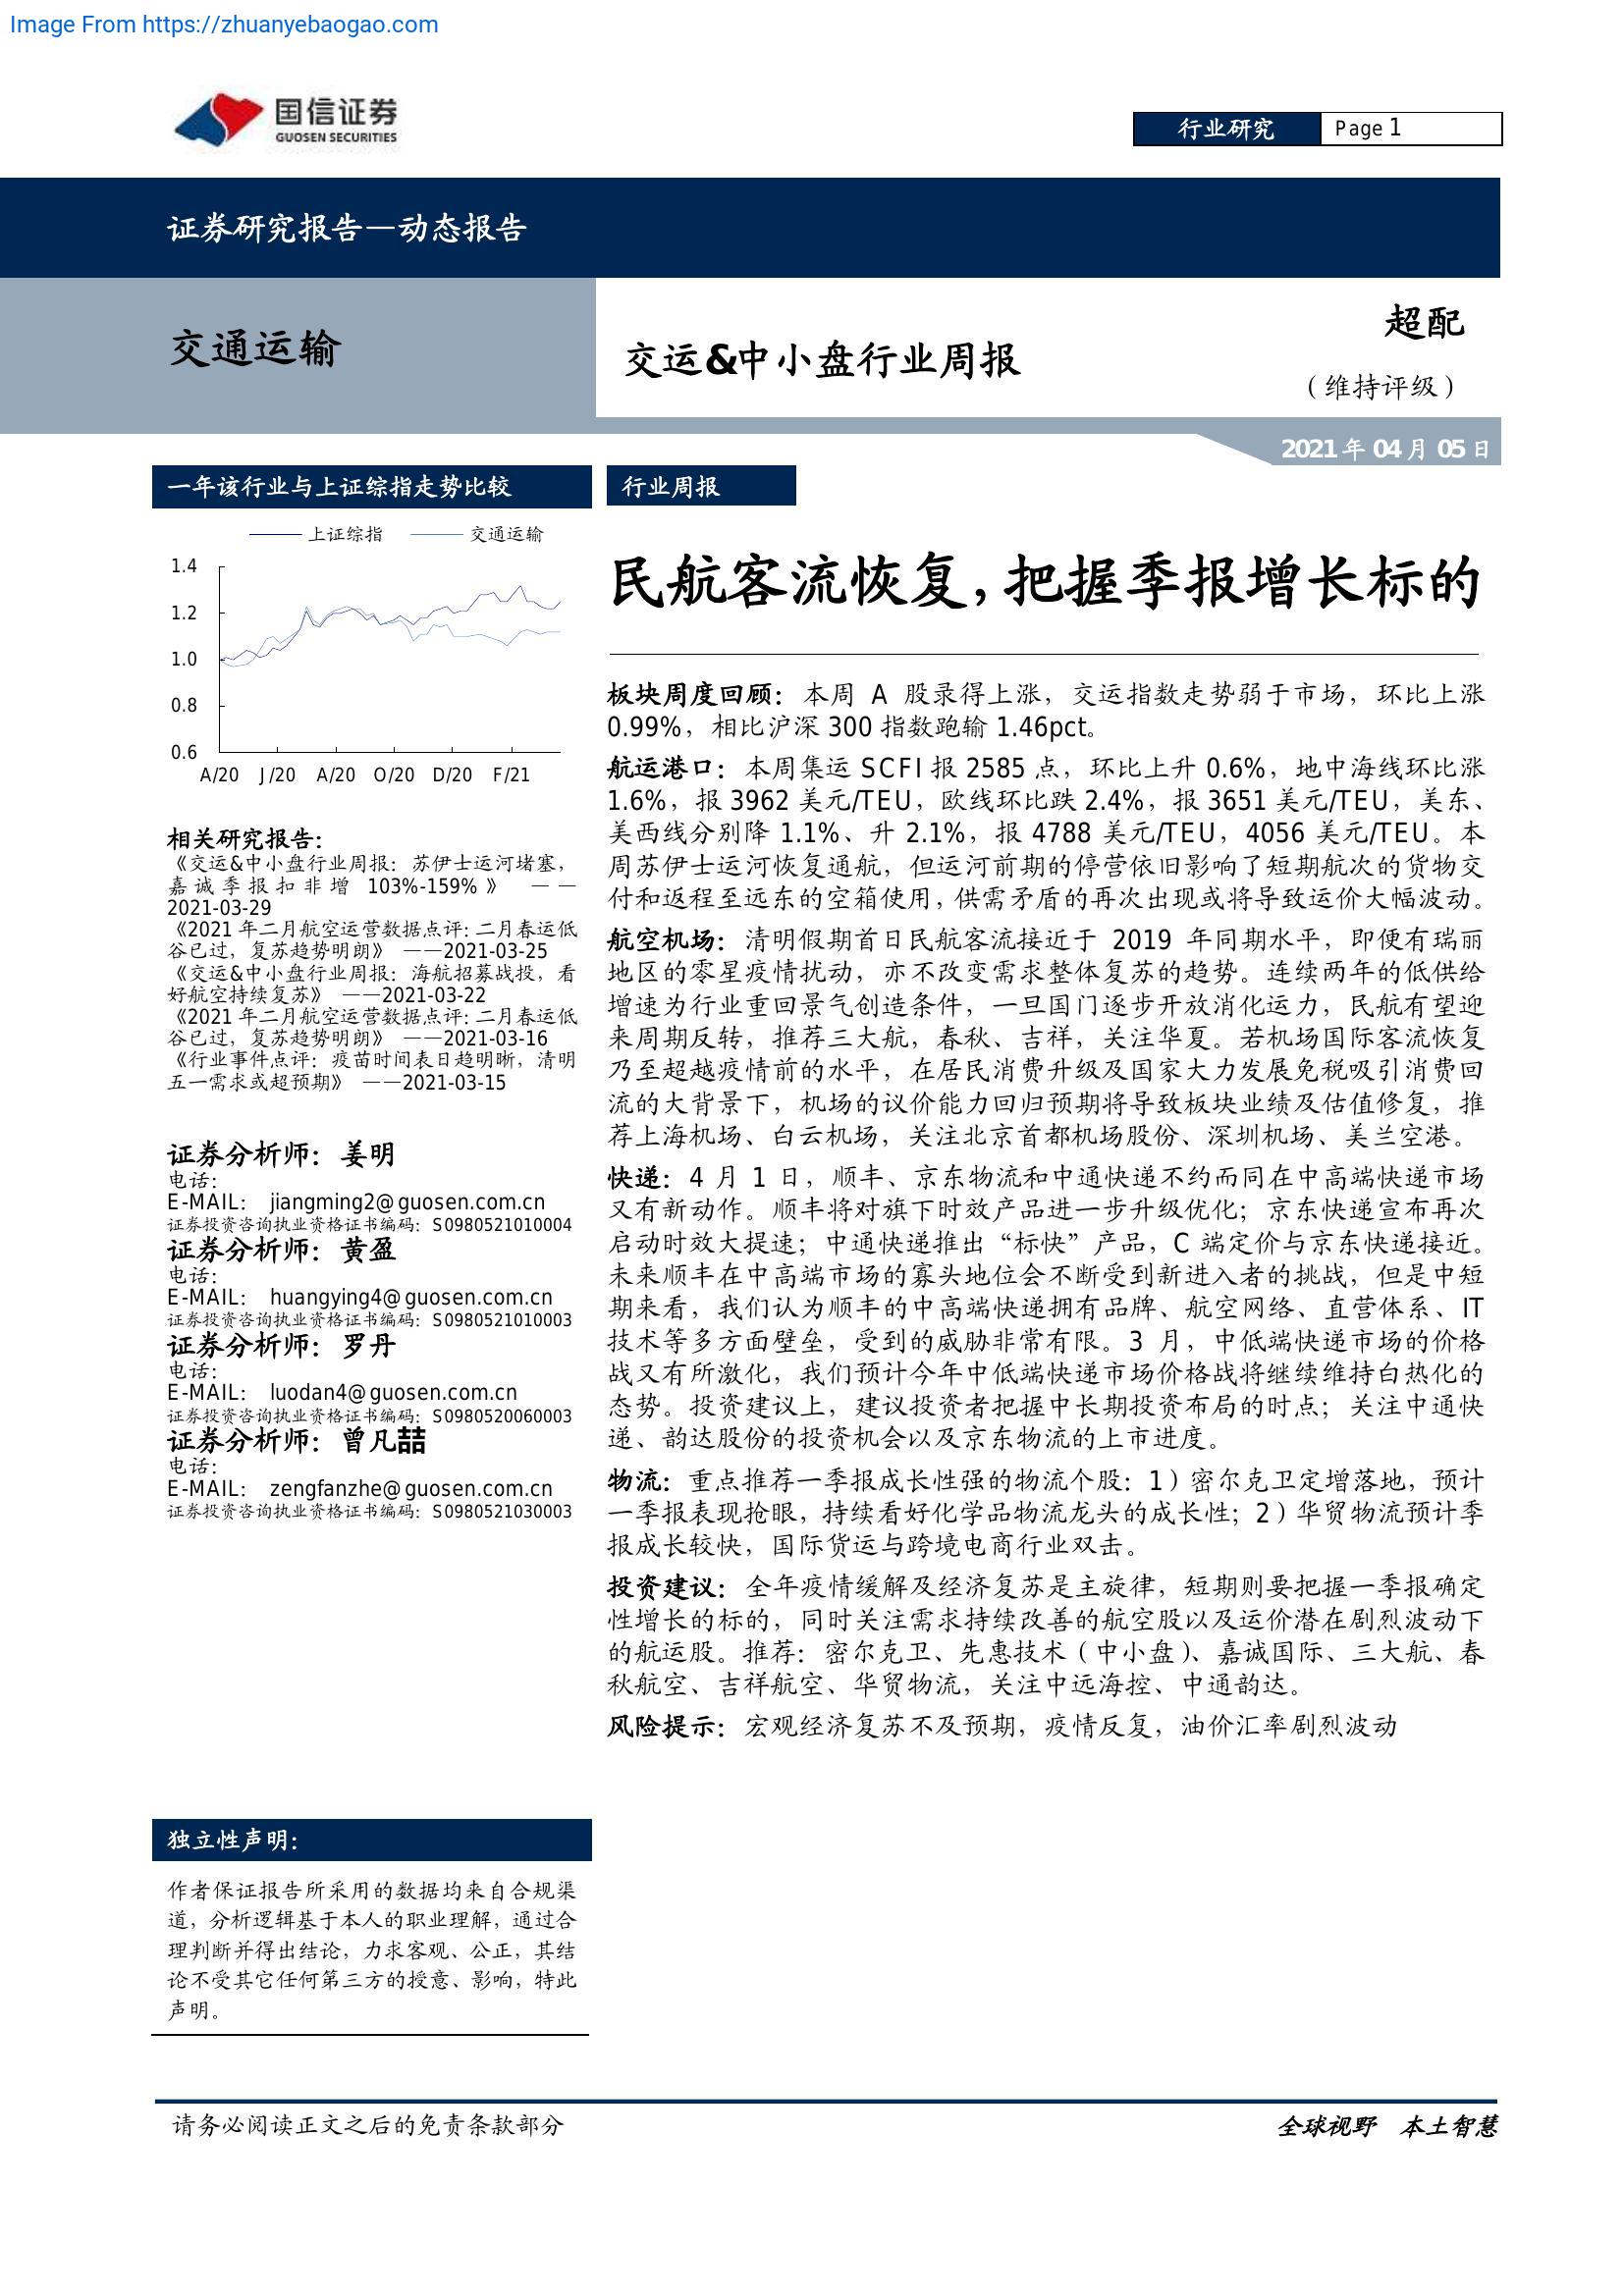 Image From https://zhuanyebaogao.com
国信证券
GUOSEN SECURITIES
行业研究
Page 1
证券研究报告—动态报告
交通运输
交运&中小盘行业周报
超配
（维持评级）
2021 年 04 月 05 日
一年该行业与上证综指走势比较
上证综指 交通运输
1.4
1.2
1.0
0.8
0.6
A/20 J/20 A/20 O/20 D/20 F/21
相关研究报告：
《交运&中小盘行业周报：苏伊士运河堵塞，
嘉诚季报扣非增 103%-159%》 ——
2021-03-29
《2021 年二月航空运营数据点评:二月春运低
谷已过，复苏趋势明朗》 ——2021-03-25
《交运&中小盘行业周报：海航招募战投，看
好航空持续复苏》 ——2021-03-22
《2021 年二月航空运营数据点评:二月春运低
谷已过，复苏趋势明朗》 ——2021-03-16
《行业事件点评：疫苗时间表日趋明晰，清明
五一需求或超预期》 ——2021-03-15
证券分析师：姜明
电话：
E-MAIL： jiangming2@guosen.com.cn
证券投资咨询执业资格证书编码：S0980521010004
证券分析师：黄盈
电话：
E-MAIL： huangying4@guosen.com.cn
证券投资咨询执业资格证书编码：S0980521010003
证券分析师：罗丹
电话：
E-MAIL： luodan4@guosen.com.cn
证券投资咨询执业资格证书编码：S0980520060003
证券分析师：曾凡喆
电话：
E-MAIL： zengfanzhe@guosen.com.cn
证券投资咨询执业资格证书编码：S0980521030003
独立性声明：
作者保证报告所采用的数据均来自合规渠
道，分析逻辑基于本人的职业理解，通过合
理判断并得出结论，力求客观、公正，其结
论不受其它任何第三方的授意、影响，特此
声明。
行业周报
民航客流恢复，把握季报增长标的
板块周度回顾：本周 A 股录得上涨，交运指数走势弱于市场，环比上涨
0.99%，相比沪深 300 指数跑输 1.46pct。
航运港口：本周集运 SCFI 报 2585 点，环比上升 0.6%，地中海线环比涨
1.6%，报 3962 美元/TEU，欧线环比跌 2.4%，报 3651 美元/TEU，美东、
美西线分别降 1.1%、升 2.1%，报 4788 美元/TEU，4056 美元/TEU。本
周苏伊士运河恢复通航，但运河前期的停营依旧影响了短期航次的货物交
付和返程至远东的空箱使用，供需矛盾的再次出现或将导致运价大幅波动。
航空机场：清明假期首日民航客流接近于 2019 年同期水平，即便有瑞丽
地区的零星疫情扰动，亦不改变需求整体复苏的趋势。连续两年的低供给
增速为行业重回景气创造条件，一旦国门逐步开放消化运力，民航有望迎
来周期反转，推荐三大航，春秋、吉祥，关注华夏。若机场国际客流恢复
乃至超越疫情前的水平，在居民消费升级及国家大力发展免税吸引消费回
流的大背景下，机场的议价能力回归预期将导致板块业绩及估值修复，推
荐上海机场、白云机场，关注北京首都机场股份、深圳机场、美兰空港。
快递：4 月 1 日，顺丰、京东物流和中通快递不约而同在中高端快递市场
又有新动作。顺丰将对旗下时效产品进一步升级优化；京东快递宣布再次
启动时效大提速；中通快递推出“标快”产品，C 端定价与京东快递接近。
未来顺丰在中高端市场的寡头地位会不断受到新进入者的挑战，但是中短
期来看，我们认为顺丰的中高端快递拥有品牌、航空网络、直营体系、IT
技术等多方面壁垒，受到的威胁非常有限。3 月，中低端快递市场的价格
战又有所激化，我们预计今年中低端快递市场价格战将继续维持白热化的
态势。投资建议上，建议投资者把握中长期投资布局的时点；关注中通快
递、韵达股份的投资机会以及京东物流的上市进度。
物流：重点推荐一季报成长性强的物流个股：1）密尔克卫定增落地，预计
一季报表现抢眼，持续看好化学品物流龙头的成长性；2）华贸物流预计季
报成长较快，国际货运与跨境电商行业双击。
投资建议：全年疫情缓解及经济复苏是主旋律，短期则要把握一季报确定
性增长的标的，同时关注需求持续改善的航空股以及运价潜在剧烈波动下
的航运股。推荐：密尔克卫、先惠技术（中小盘）、嘉诚国际、三大航、春
秋航空、吉祥航空、华贸物流，关注中远海控、中通韵达。
风险提示：宏观经济复苏不及预期，疫情反复，油价汇率剧烈波动
请务必阅读正文之后的免责条款部分
全球视野 本土智慧